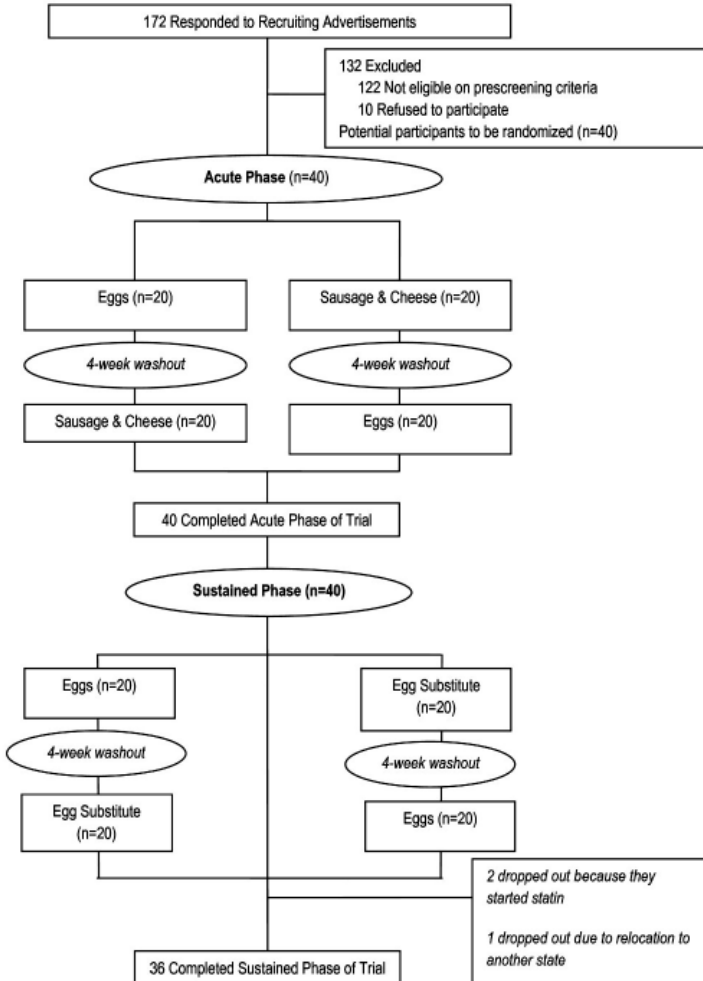 172 Responded to Recruiting Advertisements
132 Excluded
122 Not eligible on prescreening criteria
10 Refused to participate
Potential participants to be randomized (n=40)
Acute Phase (n=40)
Eggs (n=20)
Sausage & Cheese (n=20)
4-week washout
4-week washout
Sausage & Cheese (n=20)
Eggs (n=20)
40 Completed Acute Phase of Trial
Sustained Phase (n=40)
Eggs (n=20)
Egg Substitute
(n=20)
4-week washout
4-week washout
Egg Substitute
(n=20)
Eggs (n=20)
2 dropped out because they
started statin
1 dropped out due to relocation to
another state
36 Completed Sustained Phase of Trial